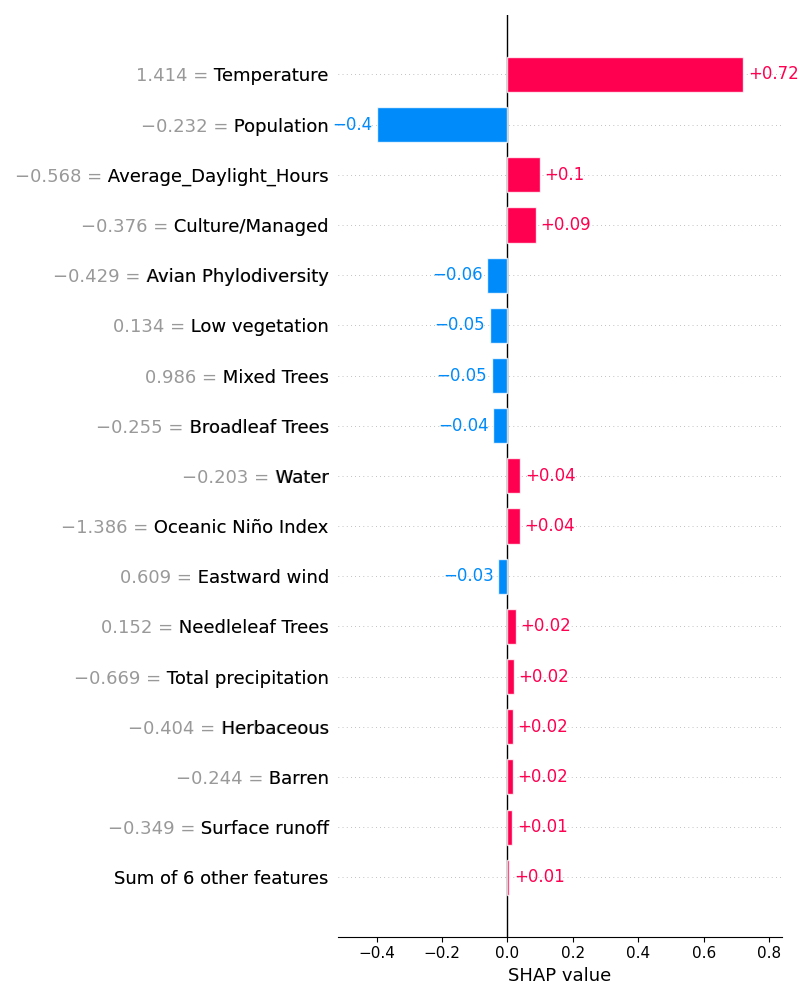 1.414 = Temperature +0.72
−0.232 = Population −0.4
−0.568 = Average_Daylight_Hours +0.1
−0.376 = Culture/Managed +0.09
−0.429 = Avian Phylodiversity −0.06
0.134 = Low vegetation −0.05
0.986 = Mixed Trees −0.05
−0.255 = Broadleaf Trees −0.04
−0.203 = Water +0.04
−1.386 = Oceanic Niño Index +0.04
0.609 = Eastward wind −0.03
0.152 = Needleleaf Trees +0.02
−0.669 = Total precipitation +0.02
−0.404 = Herbaceous +0.02
−0.244 = Barren +0.02
−0.349 = Surface runoff +0.01
Sum of 6 other features +0.01
−0.4 −0.2 0.0 0.2 0.4 0.6 0.8
SHAP value